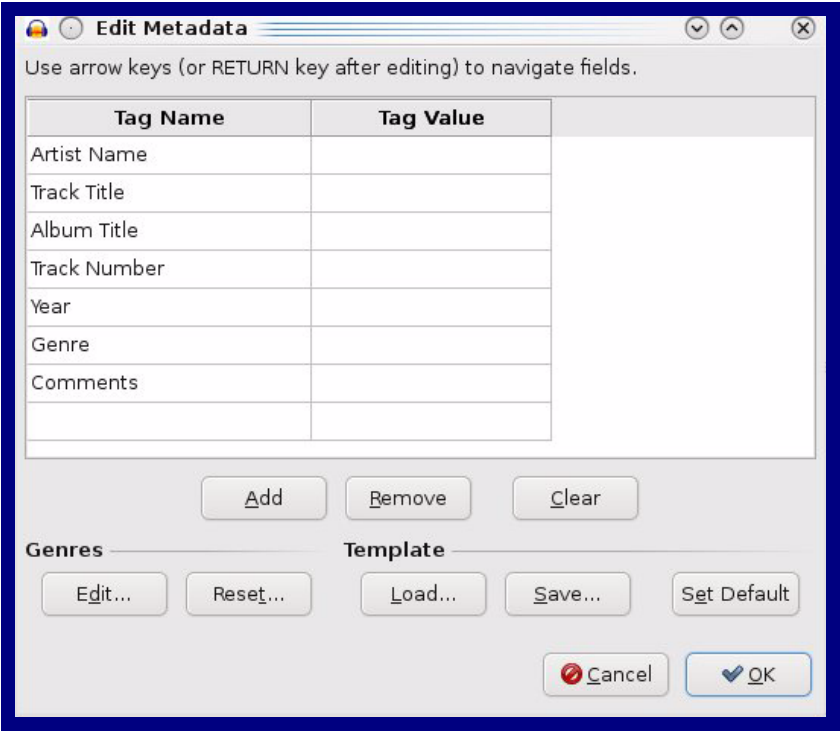 Edit Metadata
Use arrow keys (or RETURN key after editing) to navigate fields.
Tag Name Tag Value
Artist Name
Track Title
Album Title
Track Number
Year
Genre
Comments
Add Remove Clear
Genres Template
Edit... Reset... Load... Save... Set Default
Cancel OK